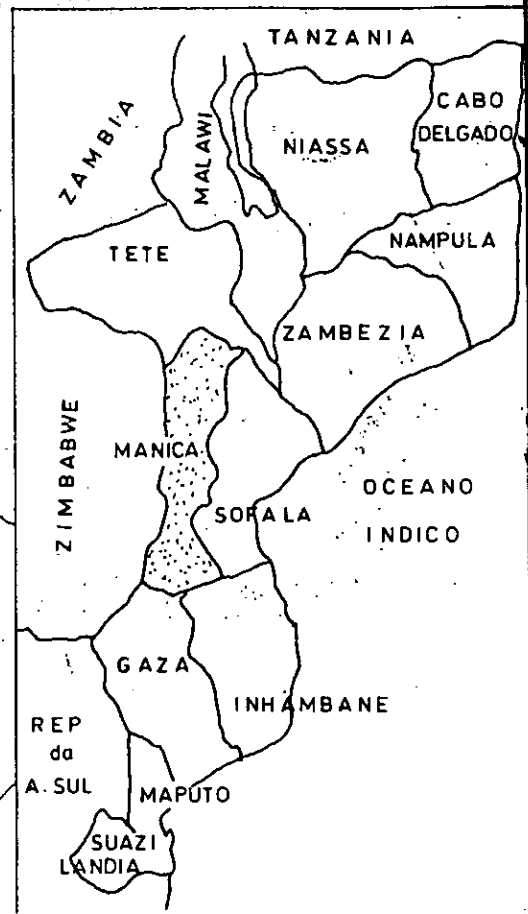 TANZANIA
ZAMBIA
MALAWI
NIASSA
CABO
DELGADO
NAMPULA
TETE
ZAMBEZIA
ZIMBABWE
MANICA
SOFALA
OCEANO
INDICO
GAZA
INHAMBANE
REP
da
A. SUL
MAPUTO
SUAZI
LANDIA